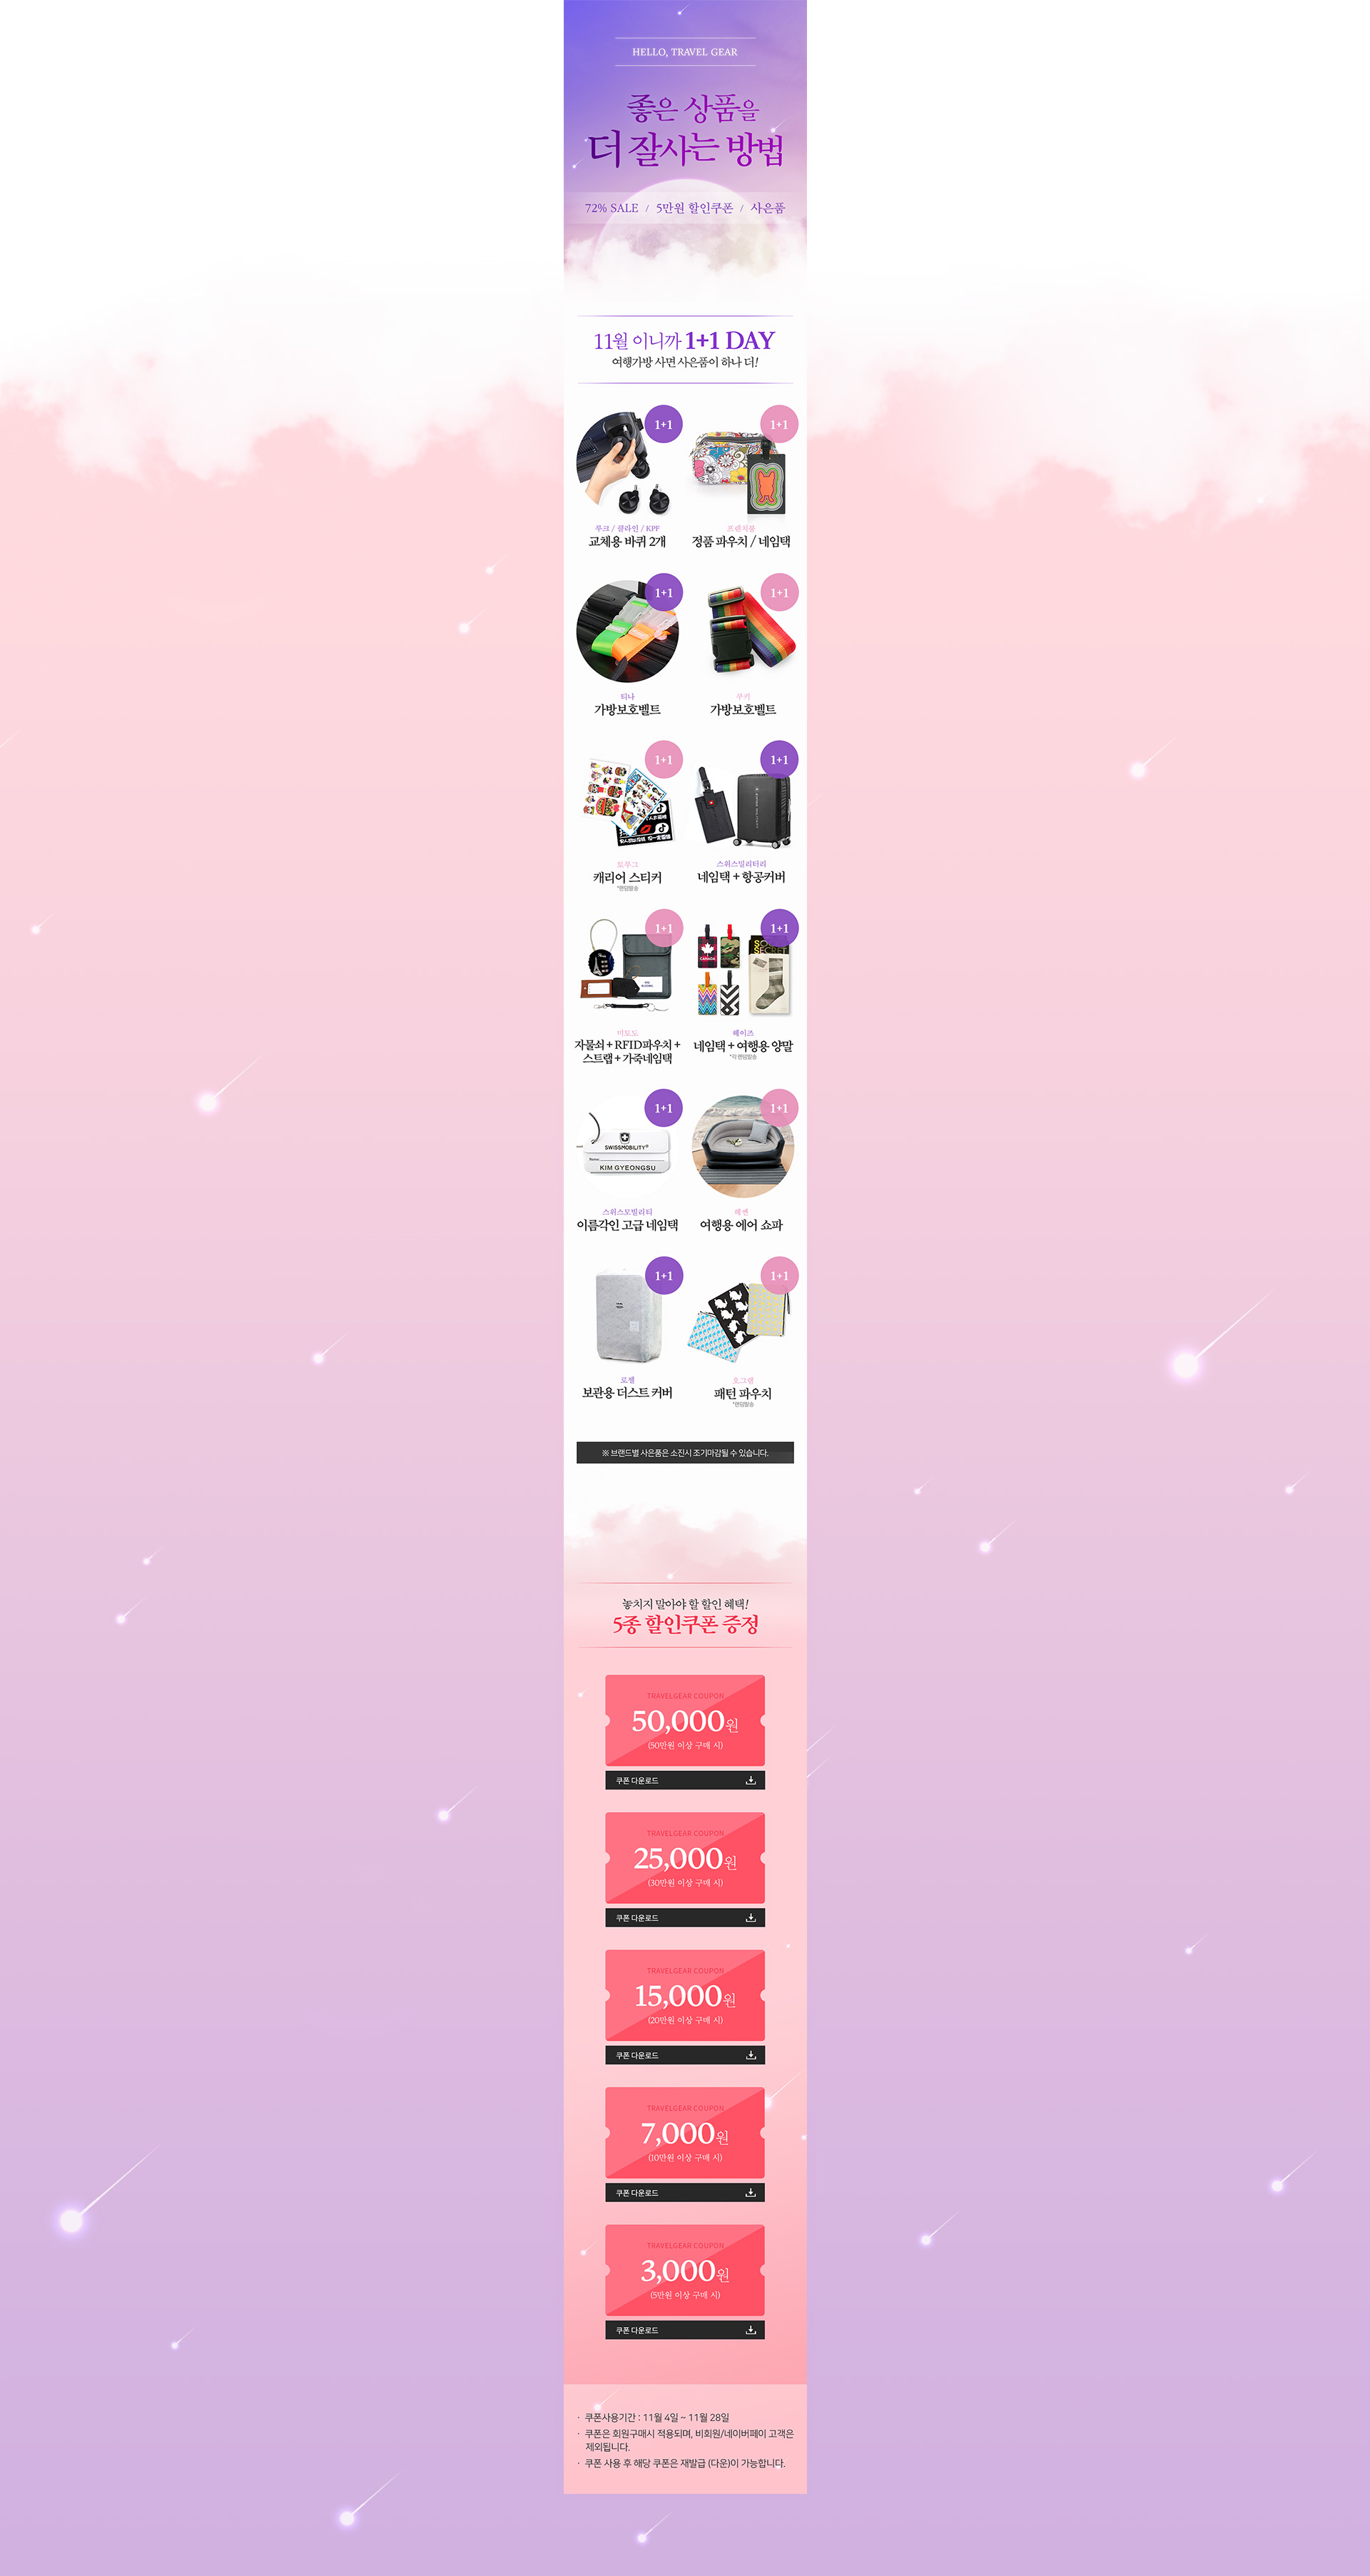 HELLO, TRAVEL GEAR
좋은 상품을
더 잘사는 방법
72% SALE / 5만원 할인쿠폰 / 사은품
11월 이니까 1+1 DAY
여행가방 사면 사은품이 하나 더!
1+1
1+1
루크 / 콜라인 / KPF
교체용 바퀴 2개
프렌치불
정품 파우치 / 네임택
1+1
1+1
티나
가방보호벨트
쿠키
가방보호벨트
1+1
1+1
토부그
캐리어 스티커
*랜덤발송
스위스밀리터리
네임택 + 항공커버
1+1
1+1
CANADA
SECRET
미토도
자물쇠 + RFID파우치 +
스트랩 + 가죽네임택
헤이즈
네임택 + 여행용 양말
*각 랜덤발송
1+1
1+1
SWISSMOBILITY
Name:
KIM GYEONGSU
스위스모빌리티
이름각인 고급 네임택
여행용 에어 쇼파
1+1
1+1
로젤
보관용 더스트 커버
오그램
패턴 파우치
*랜덤발송
※ 브랜드별 사은품은 소진시 조기마감될 수 있습니다.
놓치지 말아야 할 할인 혜택!
5종 할인쿠폰 증정
TRAVELGEAR COUPON
50,000원
(50만원 이상 구매 시)
쿠폰 다운로드
TRAVELGEAR COUPON
25,000원
(30만원 이상 구매 시)
쿠폰 다운로드
TRAVELGEAR COUPON
15,000원
(20만원 이상 구매 시)
쿠폰 다운로드
TRAVELGEAR COUPON
7,000원
(10만원 이상 구매 시)
쿠폰 다운로드
TRAVELGEAR COUPON
3,000원
(5만원 이상 구매 시)
쿠폰 다운로드
· 쿠폰사용기간 : 11월 4일 ~ 11월 28일
· 쿠폰은 회원구매시 적용되며, 비회원/네이버페이 고객은
제외됩니다.
· 쿠폰 사용 후 해당 쿠폰은 재발급 (다운)이 가능합니다.